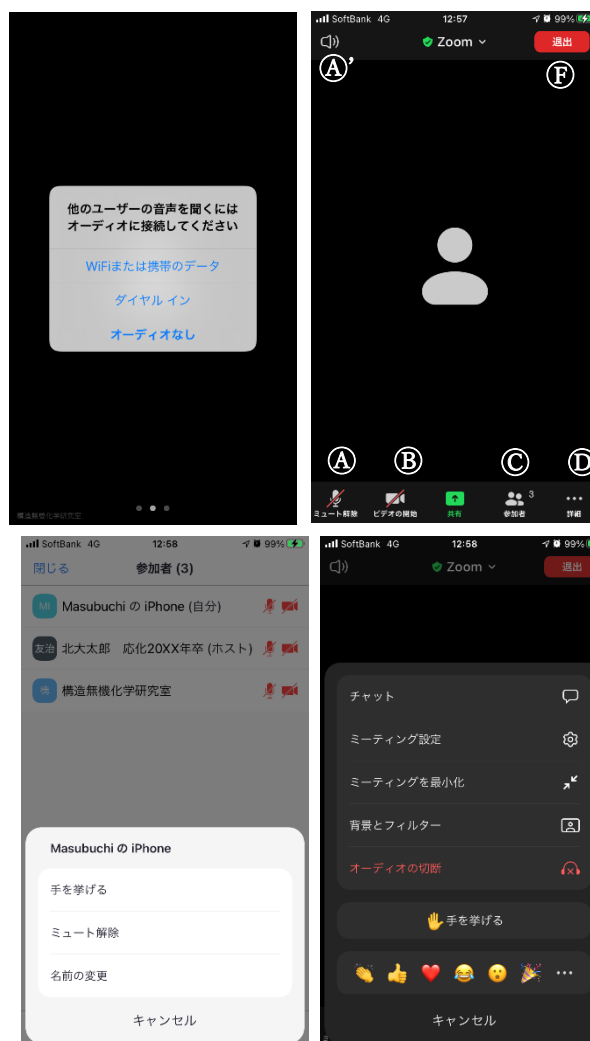 他のユーザーの音声を聞くには
オーディオに接続してください
WiFiまたは携帯のデータ
ダイヤル イン
オーディオなし
構造無機化学研究室
SoftBank 4G 12:57 99%
Zoom 退出
Ⓐ’ Ⓕ
Ⓐ Ⓑ Ⓒ Ⓓ
3
ミュート解除 ビデオの開始 共有 参加者 詳細
SoftBank 4G 12:58 99%
閉じる 参加者 (3)
MI Masubuchi の iPhone (自分)
友治 北大太郎 応化20XX年卒 (ホスト)
構造無機化学研究室
Masubuchi の iPhone
手を挙げる
ミュート解除
名前の変更
キャンセル
SoftBank 4G 12:58 99%
Zoom 退出
チャット
ミーティング設定
ミーティングを最小化
背景とフィルター
オーディオの切断
手を挙げる
キャンセル